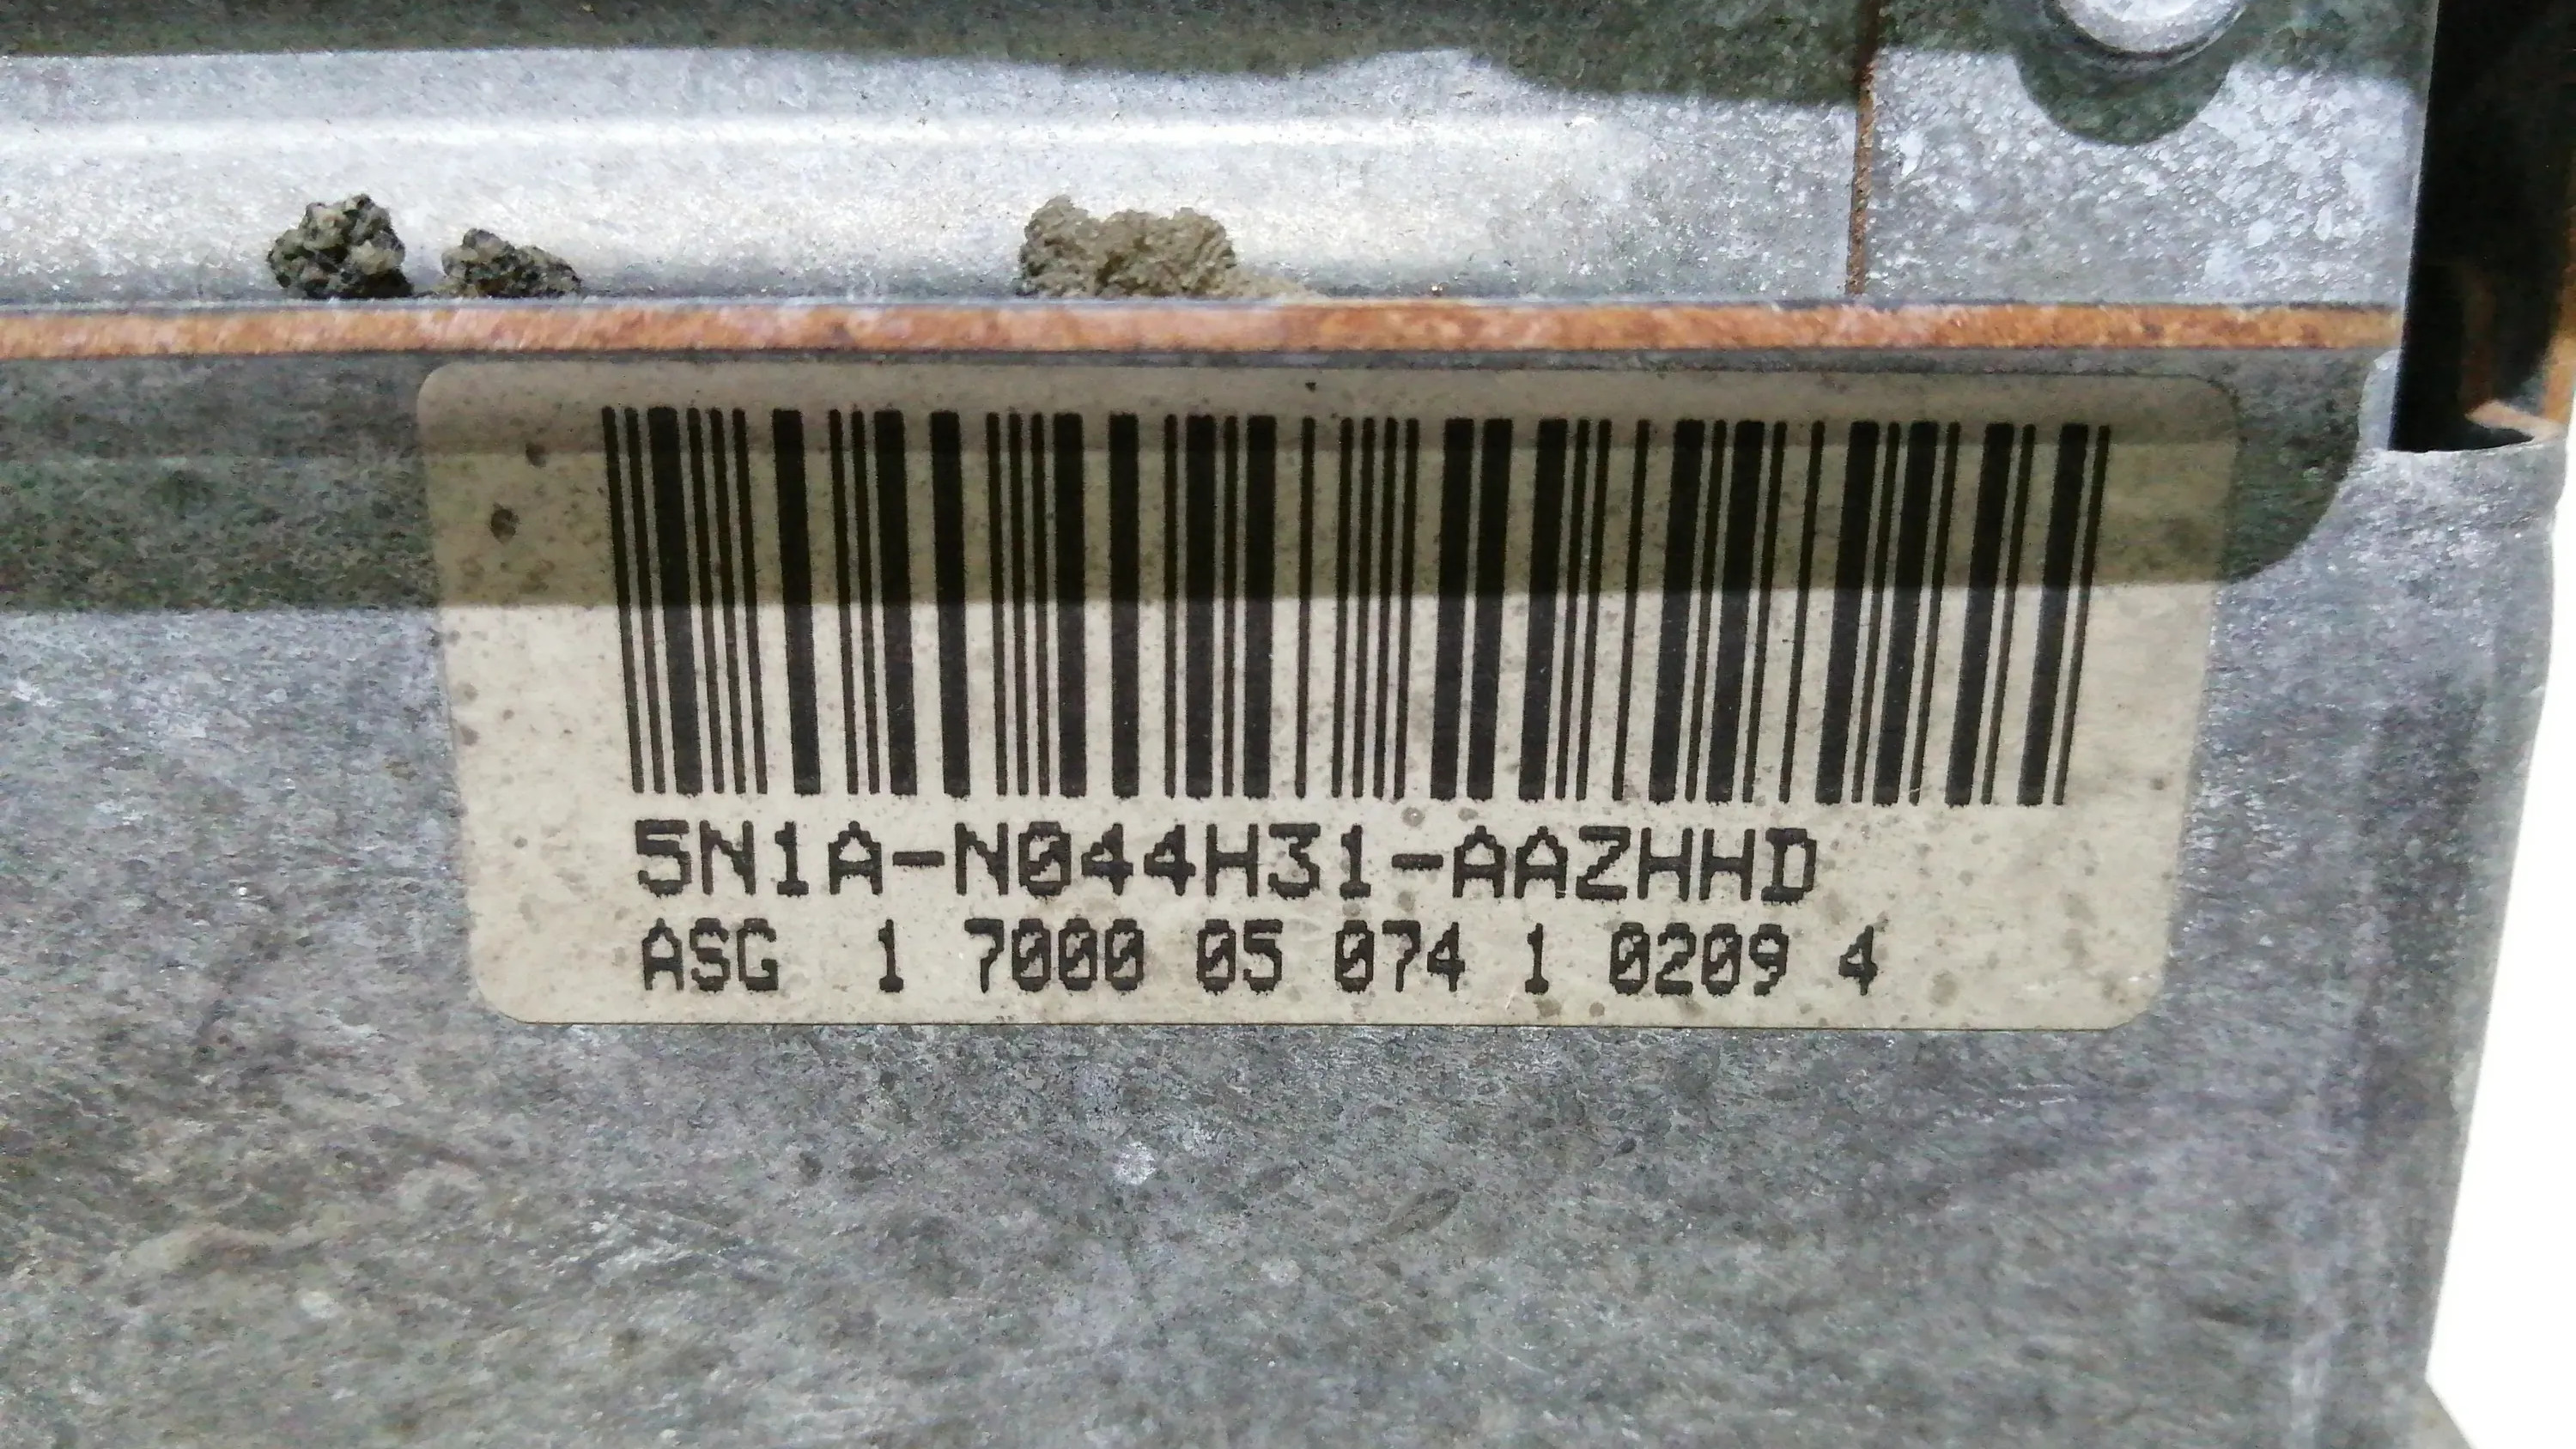 5N1A-N044H31-AAZHHD
ASG 1 7000 05 074 1 0209 4